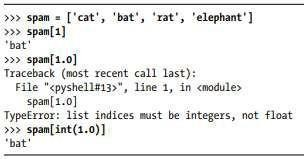 >>> spam = ['cat', 'bat', 'rat', 'elephant']
>>> spam[1]
'bat'
>>> spam[1.0]
Traceback (most recent call last):
  File "<pyshell#13>", line 1, in <module>
    spam[1.0]
TypeError: list indices must be integers, not float
>>> spam[int(1.0)]
'bat'